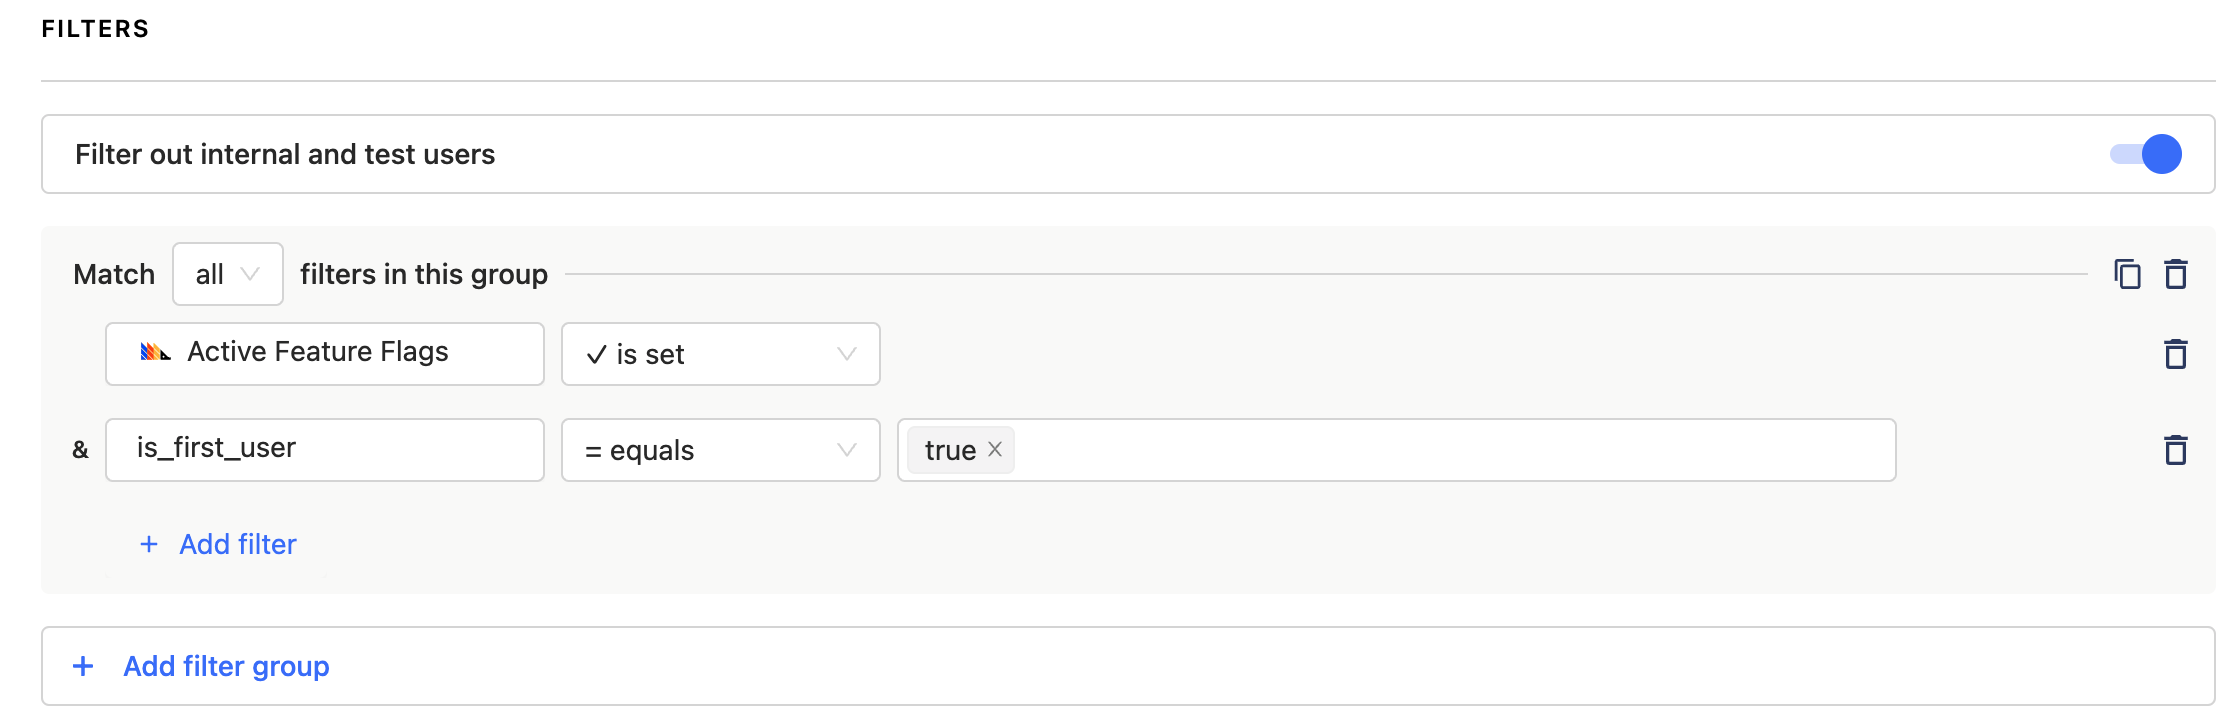 FILTERS
Filter out internal and test users
Match all filters in this group
Active Feature Flags ✓ is set
& is_first_user = equals true ×
+ Add filter
+ Add filter group